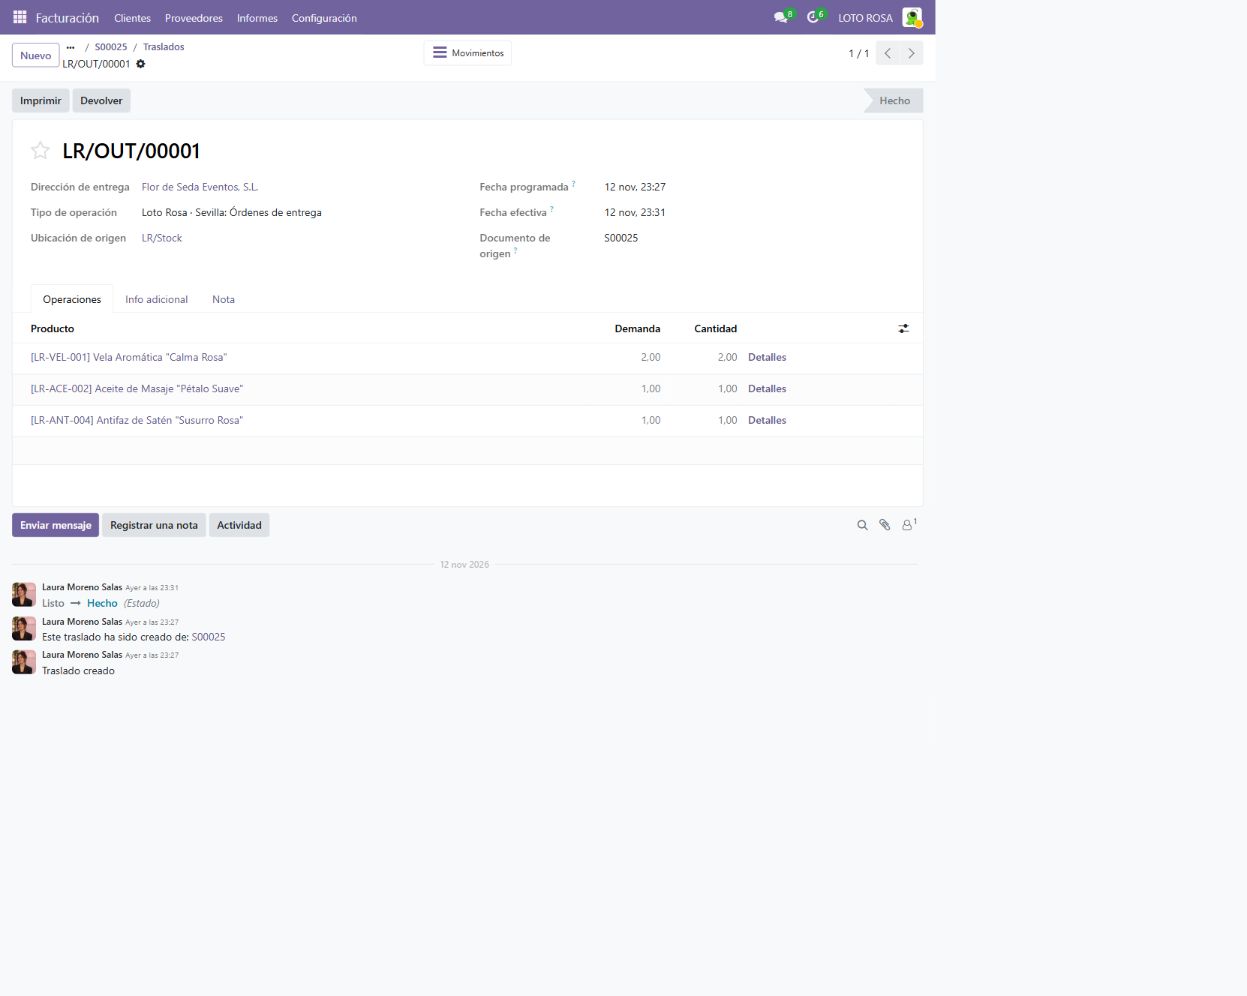 Facturación Clientes Proveedores Informes Configuración 8 6 LOTO ROSA
Nuevo ... / S00025 / Traslados
LR/OUT/00001
Movimientos
1 / 1
Imprimir Devolver Hecho
LR/OUT/00001
Dirección de entrega Flor de Seda Eventos, S.L. Fecha programada ? 12 nov, 23:27
Tipo de operación Loto Rosa · Sevilla: Órdenes de entrega Fecha efectiva ? 12 nov, 23:31
Ubicación de origen LR/Stock Documento de origen ? S00025
Operaciones Info adicional Nota
Producto Demanda Cantidad
[LR-VEL-001] Vela Aromática "Calma Rosa" 2,00 2,00 Detalles
[LR-ACE-002] Aceite de Masaje "Pétalo Suave" 1,00 1,00 Detalles
[LR-ANT-004] Antifaz de Satén "Susurro Rosa" 1,00 1,00 Detalles
Enviar mensaje Registrar una nota Actividad 1
12 nov 2026
Laura Moreno Salas Ayer a las 23:31
Listo → Hecho (Estado)
Laura Moreno Salas Ayer a las 23:27
Este traslado ha sido creado de: S00025
Laura Moreno Salas Ayer a las 23:27
Traslado creado